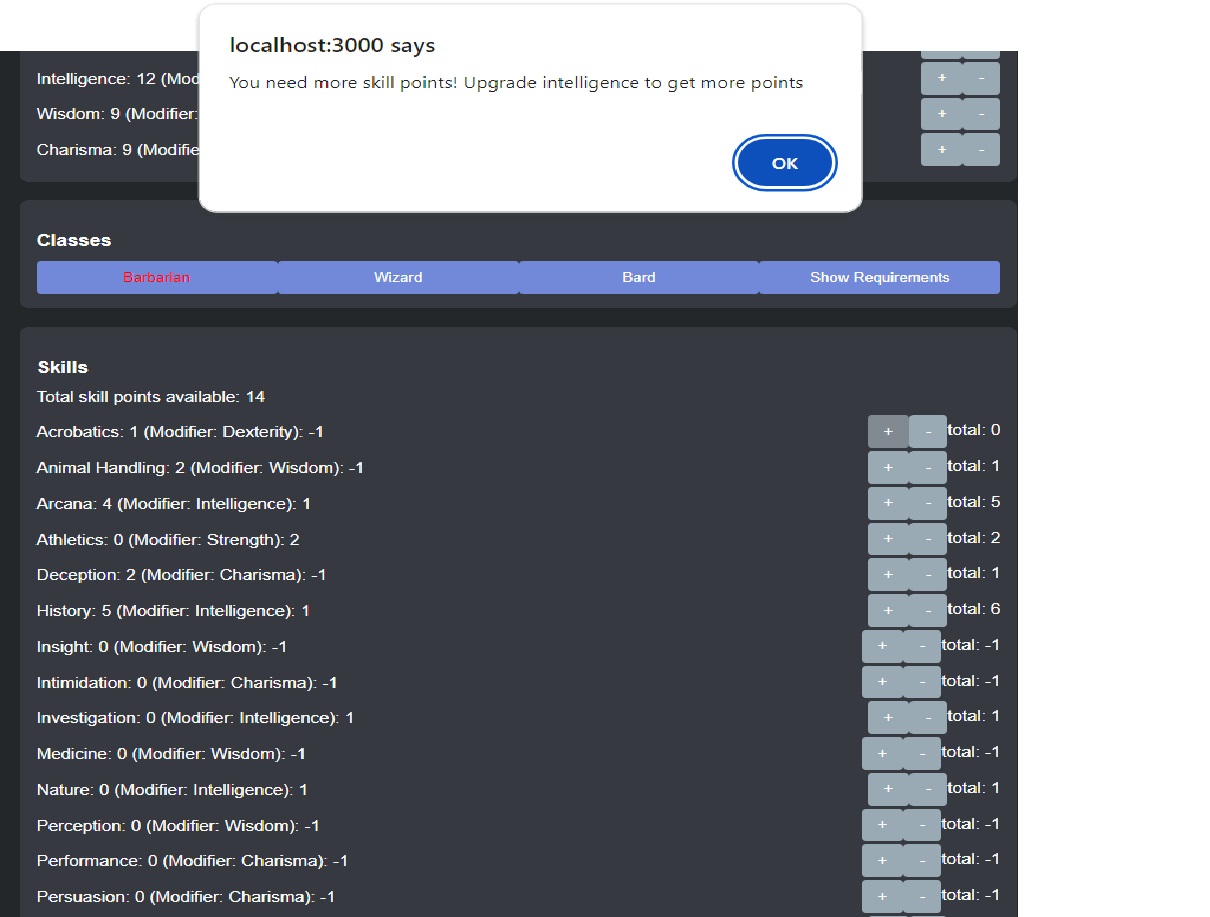 localhost:3000 says
You need more skill points! Upgrade intelligence to get more points
OK
Intelligence: 12 (Mod
+ -
Wisdom: 9 (Modifier:
+ -
Charisma: 9 (Modifie
+ -
Classes
Barbarian Wizard Bard Show Requirements
Skills
Total skill points available: 14
Acrobatics: 1 (Modifier: Dexterity): -1 + - total: 0
Animal Handling: 2 (Modifier: Wisdom): -1 + - total: 1
Arcana: 4 (Modifier: Intelligence): 1 + - total: 5
Athletics: 0 (Modifier: Strength): 2 + - total: 2
Deception: 2 (Modifier: Charisma): -1 + - total: 1
History: 5 (Modifier: Intelligence): 1 + - total: 6
Insight: 0 (Modifier: Wisdom): -1 + - total: -1
Intimidation: 0 (Modifier: Charisma): -1 + - total: -1
Investigation: 0 (Modifier: Intelligence): 1 + - total: 1
Medicine: 0 (Modifier: Wisdom): -1 + - total: -1
Nature: 0 (Modifier: Intelligence): 1 + - total: 1
Perception: 0 (Modifier: Wisdom): -1 + - total: -1
Performance: 0 (Modifier: Charisma): -1 + - total: -1
Persuasion: 0 (Modifier: Charisma): -1 + - total: -1